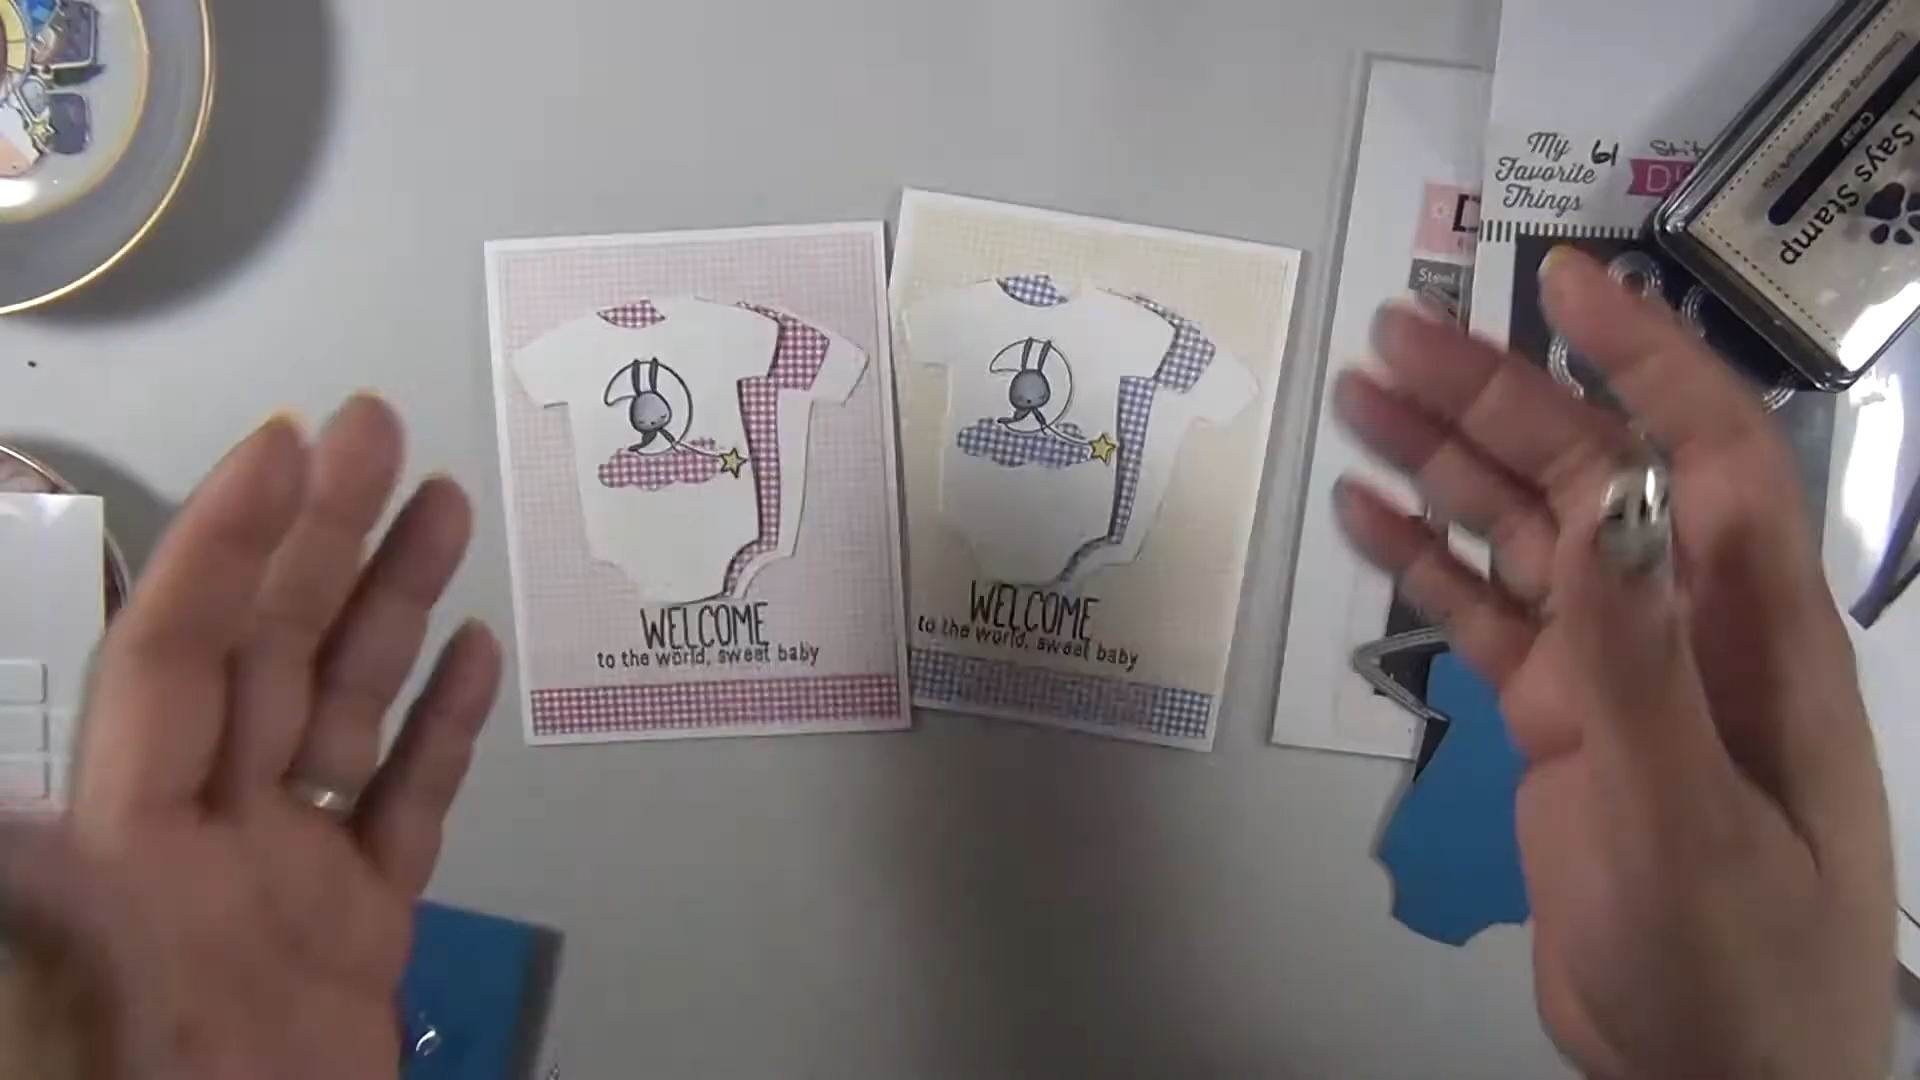 WELCOME
to the world, sweet baby
WELCOME
to the world, sweet baby
My
Favorite
Things
61
Steel
Says Stamp